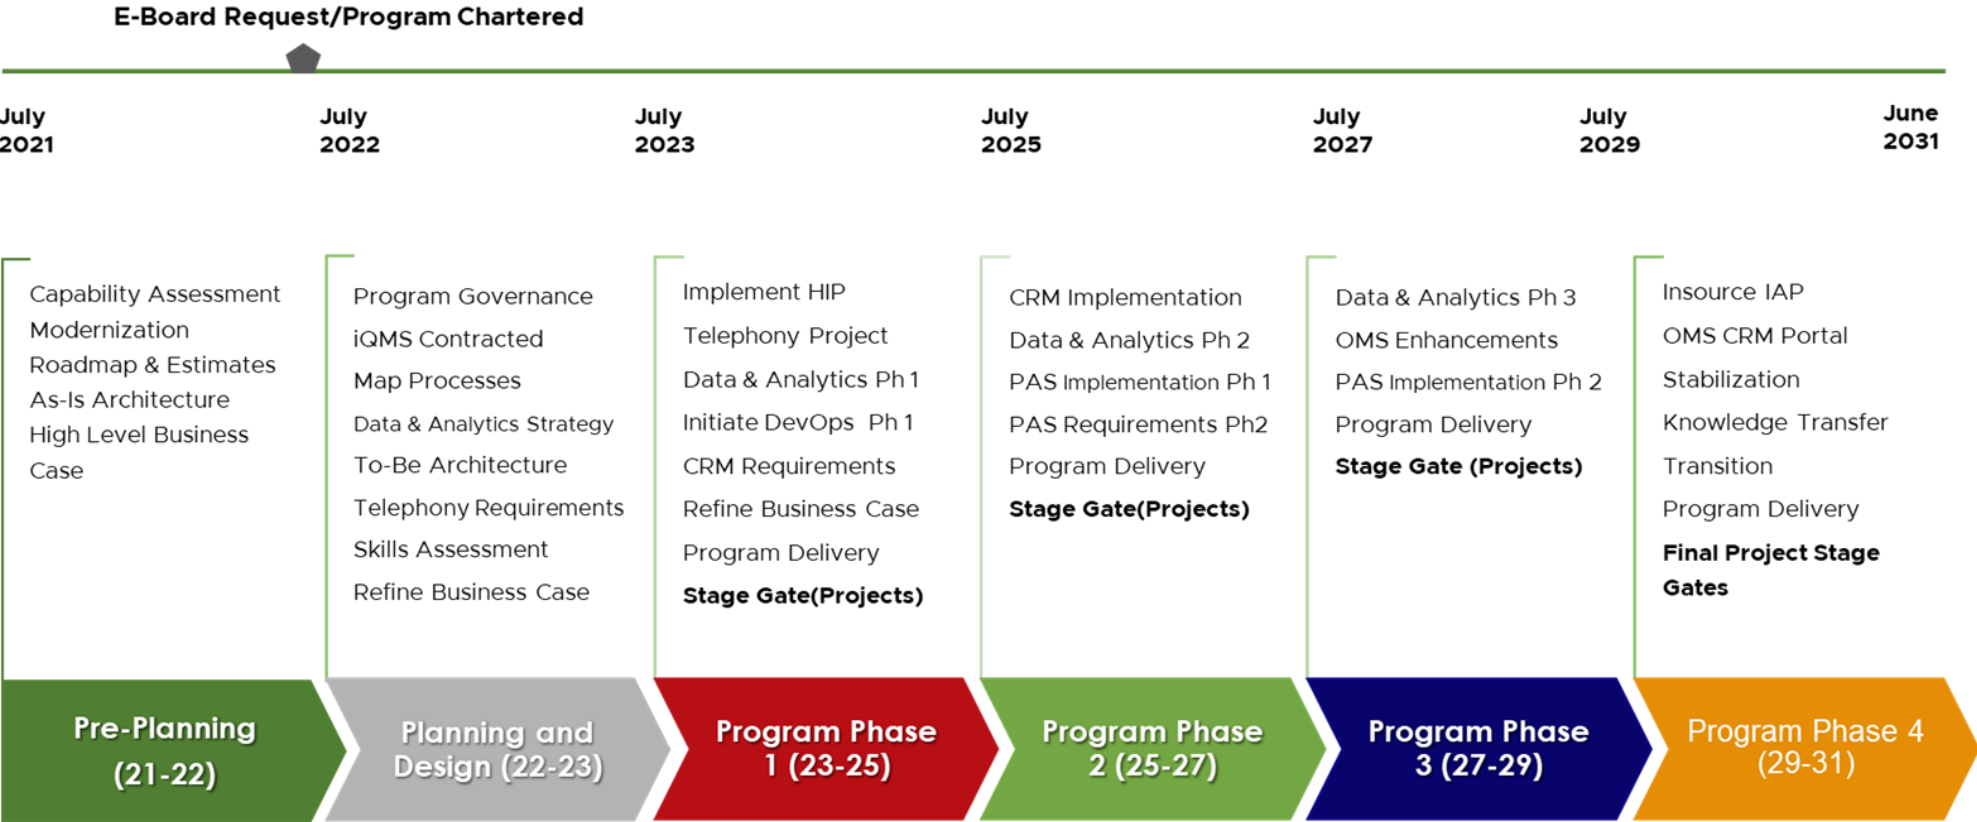 E-Board Request/Program Chartered
July
2021
July
2022
July
2023
July
2025
July
2027
July
2029
June
2031
Capability Assessment
Modernization
Roadmap & Estimates
As-Is Architecture
High Level Business
Case
Program Governance
iQMS Contracted
Map Processes
Data & Analytics Strategy
To-Be Architecture
Telephony Requirements
Skills Assessment
Refine Business Case
Implement HIP
Telephony Project
Data & Analytics Ph 1
Initiate DevOps Ph 1
CRM Requirements
Refine Business Case
Program Delivery
Stage Gate(Projects)
CRM Implementation
Data & Analytics Ph 2
PAS Implementation Ph 1
PAS Requirements Ph2
Program Delivery
Stage Gate(Projects)
Data & Analytics Ph 3
OMS Enhancements
PAS Implementation Ph 2
Program Delivery
Stage Gate (Projects)
Insource IAP
OMS CRM Portal
Stabilization
Knowledge Transfer
Transition
Program Delivery
Final Project Stage
Gates
Pre-Planning
(21-22)
Planning and
Design (22-23)
Program Phase
1 (23-25)
Program Phase
2 (25-27)
Program Phase
3 (27-29)
Program Phase 4
(29-31)